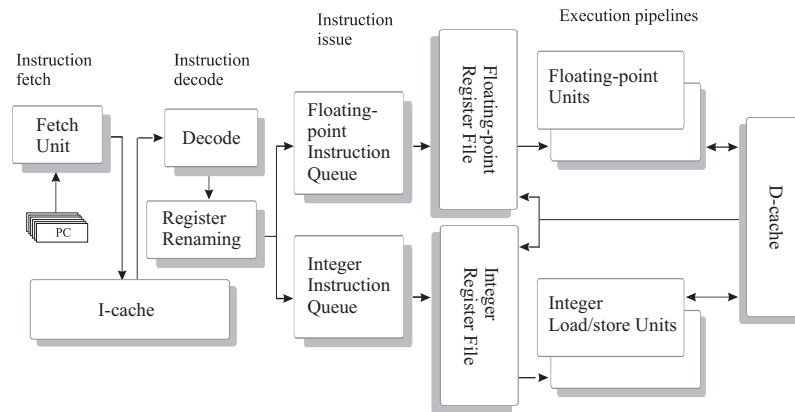 Instruction
fetch
Instruction
decode
Instruction
issue
Execution pipelines
Fetch
Unit
PC
I-cache
Decode
Register
Renaming
Floating-
point
Instruction
Queue
Integer
Instruction
Queue
Floating-point
Register File
Integer
Register File
Floating-point
Units
Integer
Load/store Units
D-cache